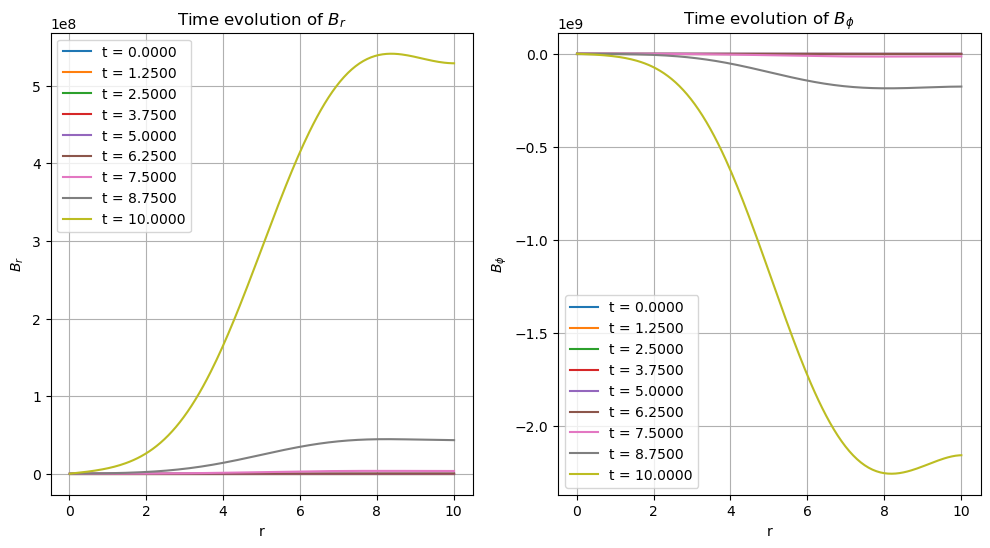 Time evolution of $B_r$
1e8
t = 0.0000
t = 1.2500
t = 2.5000
t = 3.7500
t = 5.0000
t = 6.2500
t = 7.5000
t = 8.7500
t = 10.0000
5
4
3
2
1
0
B_r
0 2 4 6 8 10
r
Time evolution of $B_\phi$
1e9
0.0
−0.5
−1.0
−1.5
−2.0
B_ϕ
t = 0.0000
t = 1.2500
t = 2.5000
t = 3.7500
t = 5.0000
t = 6.2500
t = 7.5000
t = 8.7500
t = 10.0000
0 2 4 6 8 10
r